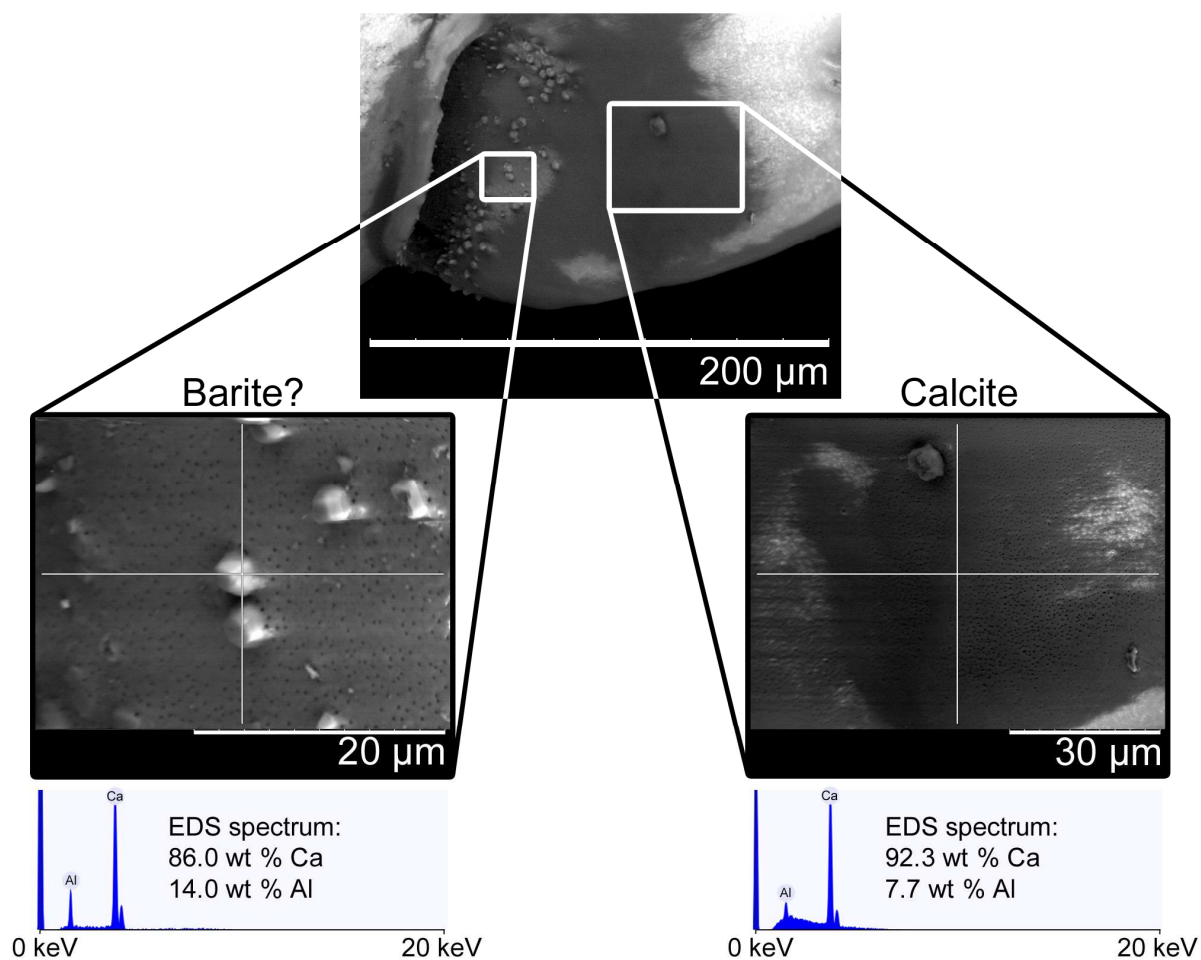 200 µm
Barite?
Calcite
20 µm
30 µm
Ca
Al
EDS spectrum:
86.0 wt % Ca
14.0 wt % Al
0 keV
20 keV
Ca
Al
EDS spectrum:
92.3 wt % Ca
7.7 wt % Al
0 keV
20 keV